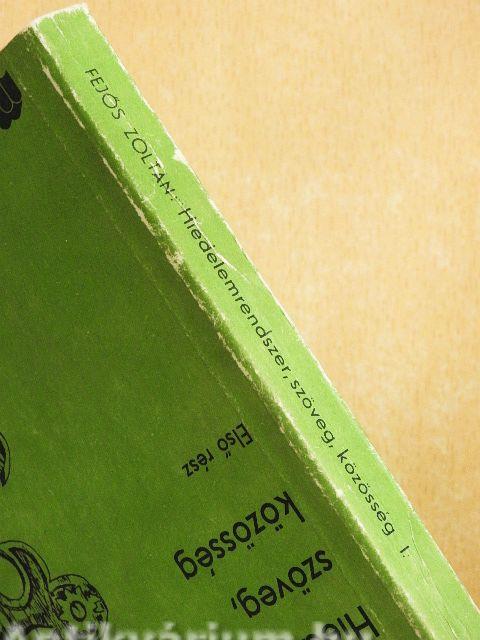 FEJŐS ZOLTÁN: Hiedelemrendszer, szöveg, közösség I.
szöveg,
közösség
Első rész